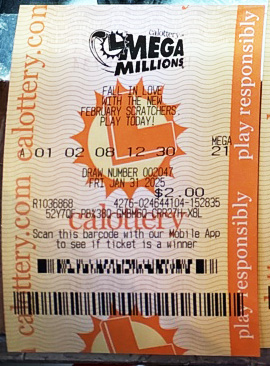 calottery
MEGA
MILLIONS
FALL IN LOVE
WITH THE NEW
FEBRUARY SCRATCHERS
PLAY TODAY!
MEGA
A 01 02 08 12 30 21
DRAW NUMBER 002047
FRI JAN 31 2025
$2.00
R1036868 4276-024644104-152835
calottery
Scan this barcode with our Mobile App
to see if ticket is a winner
calottery.com
calottery.com
play responsibly
play responsibly